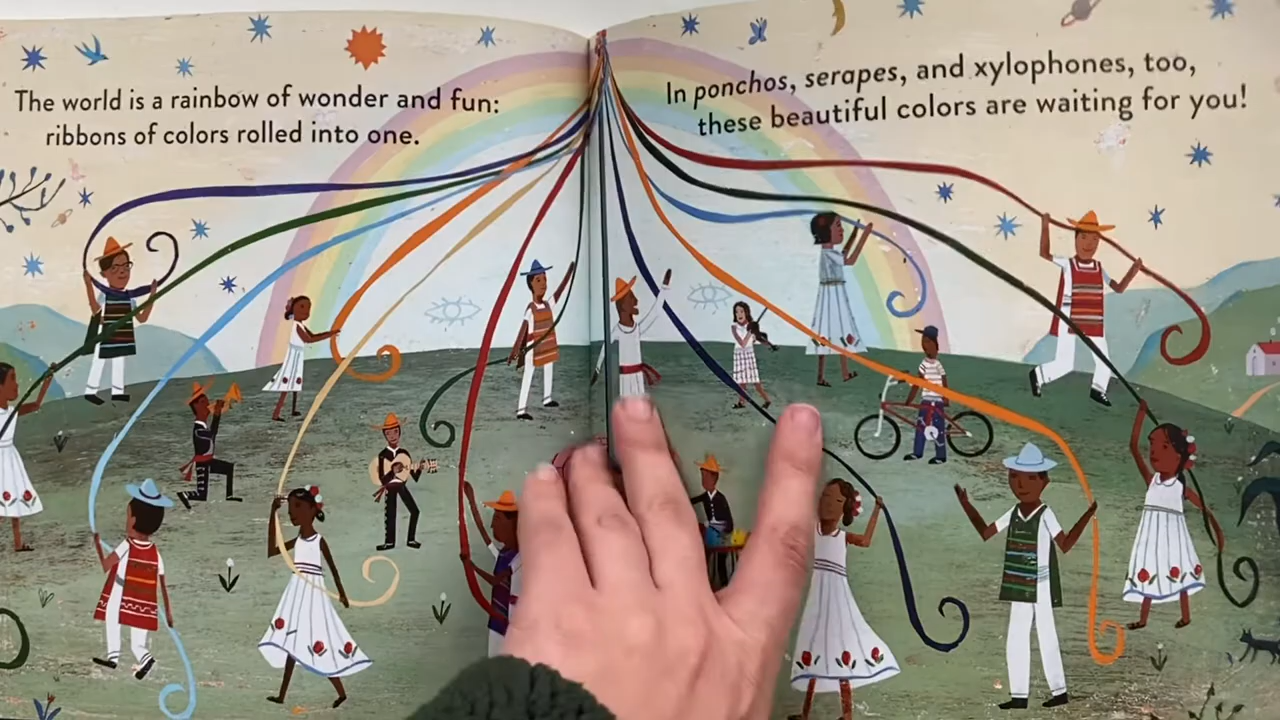 The world is a rainbow of wonder and fun:
ribbons of colors rolled into one.
In ponchos, serapes, and xylophones, too,
these beautiful colors are waiting for you!